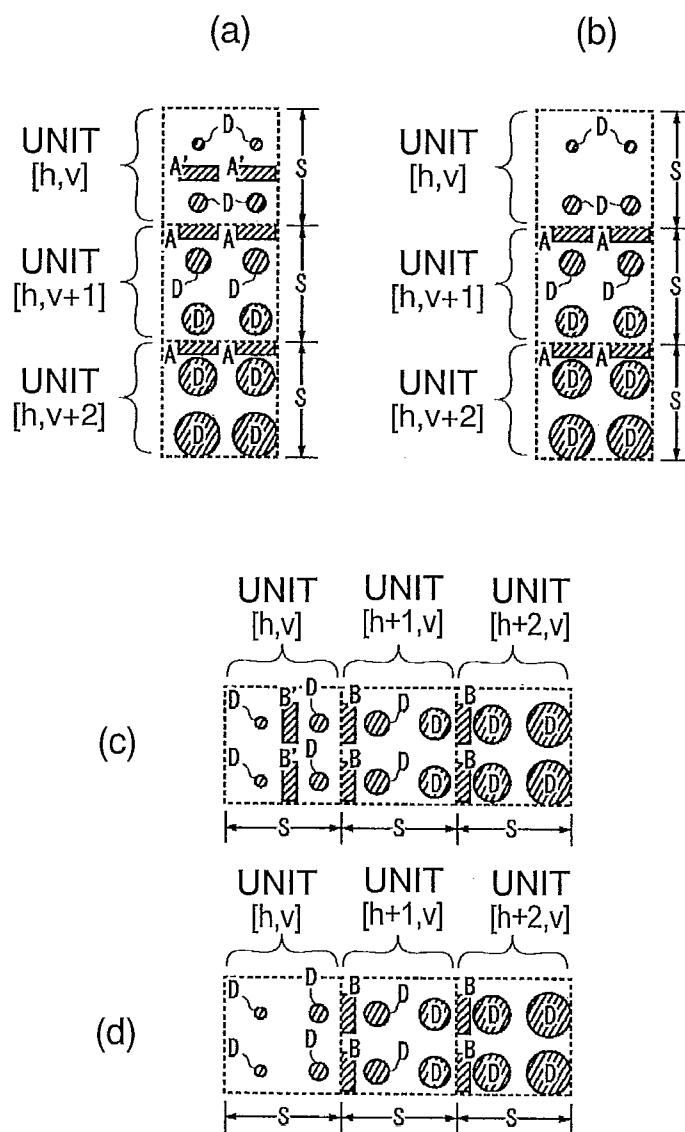 (a) (b)
UNIT
[h,v]
D
A' A'
D
S
UNIT
[h,v+1]
A A
D D
D D
S
UNIT
[h,v+2]
A A
D D
D D
S
UNIT
[h,v]
D
D
S
UNIT
[h,v+1]
A A
D D
D D
S
UNIT
[h,v+2]
A A
D D
D D
S
UNIT UNIT UNIT
[h,v] [h+1,v] [h+2,v]
(c)
D B' D B D D B D D
D B' D B D D B D D
S S S
UNIT UNIT UNIT
[h,v] [h+1,v] [h+2,v]
(d)
D D B D D B D D
D D B D D B D D
S S S